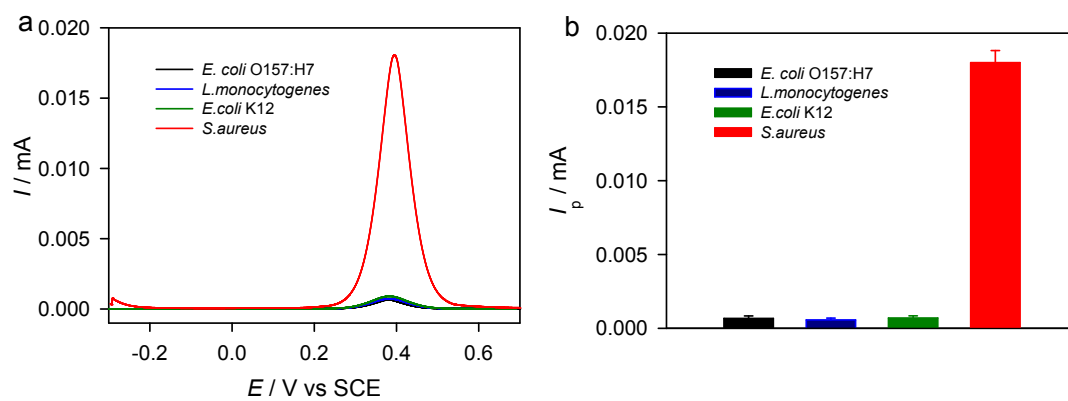 a
0.020
0.015
0.010
0.005
0.000
I / mA
E. coli O157:H7
L.monocytogenes
E.coli K12
S.aureus
-0.2 0.0 0.2 0.4 0.6
E / V vs SCE
b
0.020
0.015
0.010
0.005
0.000
Ip / mA
E. coli O157:H7
L.monocytogenes
E.coli K12
S.aureus